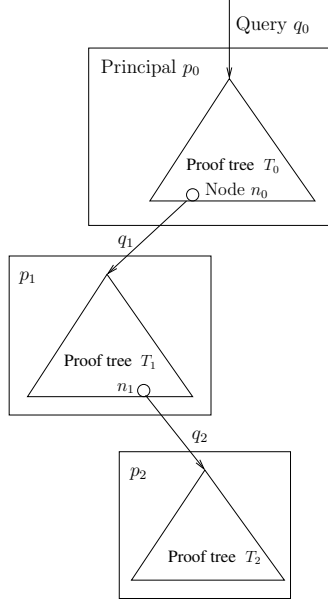 Query q₀
Principal p₀
Proof tree T₀
Node n₀
q₁
p₁
Proof tree T₁
n₁
q₂
p₂
Proof tree T₂